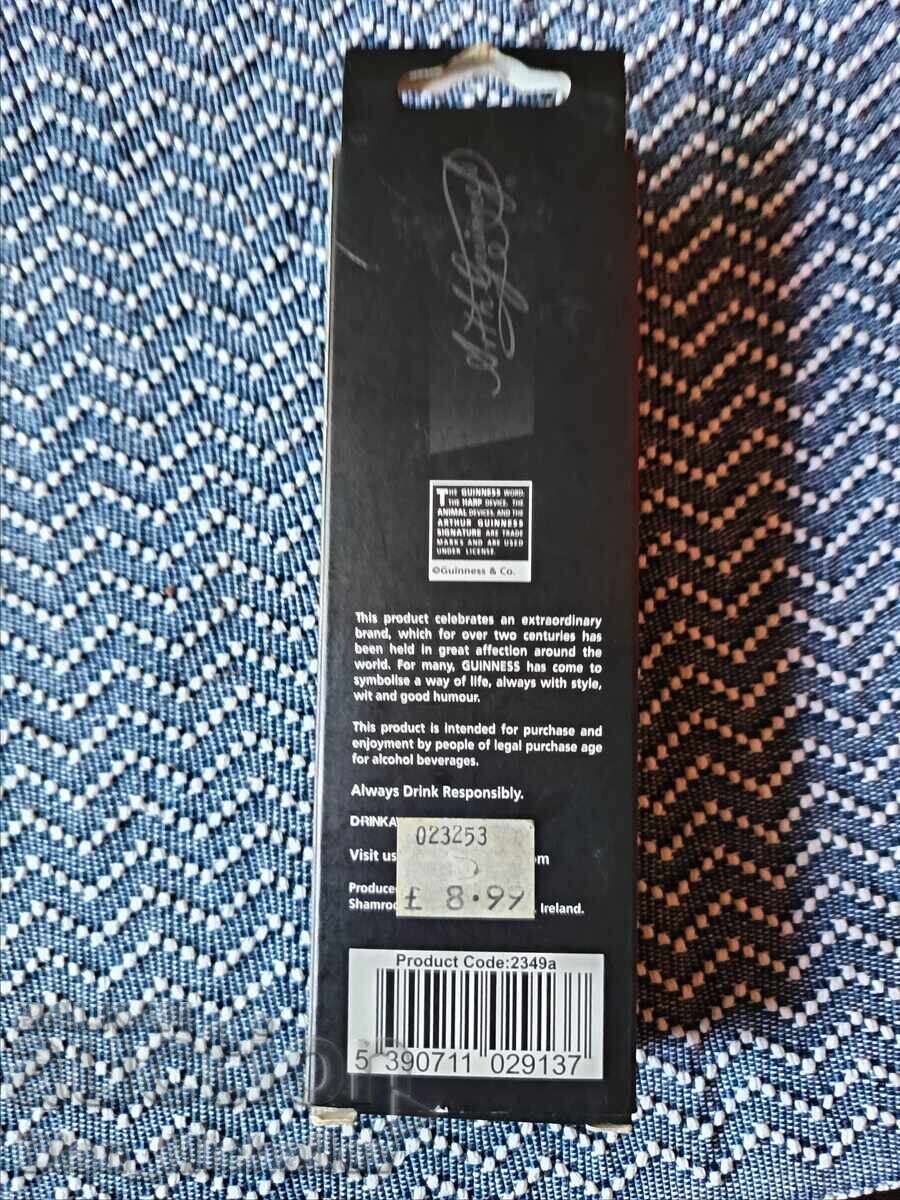 Arth Guinness
THE GUINNESS WORD,
THE HARP DEVICE, THE
ANIMAL DEVICES, AND THE
ARTHUR GUINNESS
SIGNATURE ARE TRADE
MARKS AND ARE USED
UNDER LICENSE.
©Guinness & Co.
This product celebrates an extraordinary
brand, which for over two centuries has
been held in great affection around the
world. For many, GUINNESS has come to
symbolise a way of life, always with style,
wit and good humour.
This product is intended for purchase and
enjoyment by people of legal purchase age
for alcohol beverages.
Always Drink Responsibly.
023253
Visit us
£ 8.99
Ireland.
Product Code:2349a
5 390711 029137